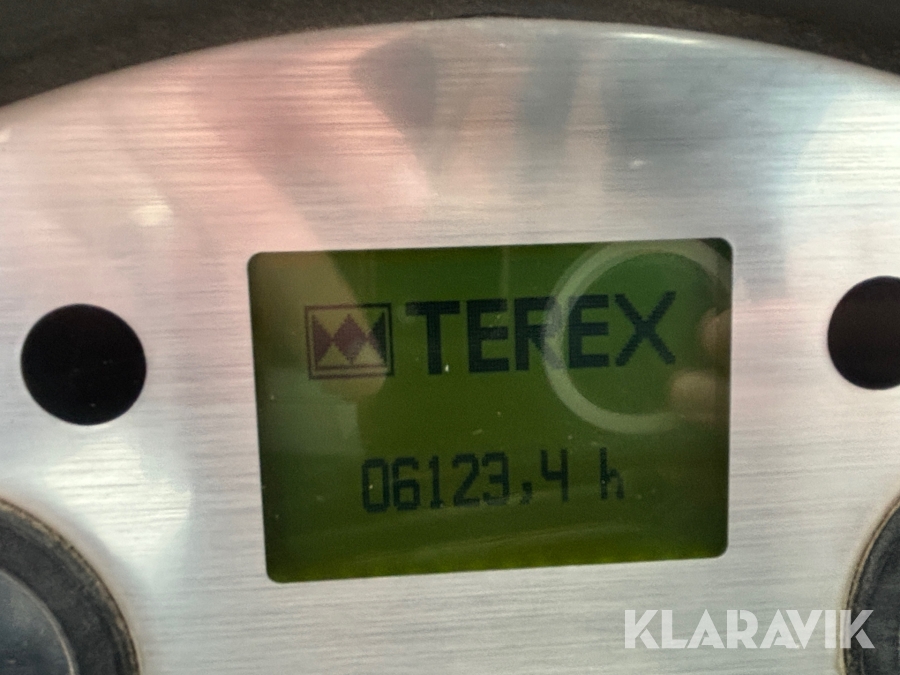 TEREX
06123,4 h
KLARAVIK